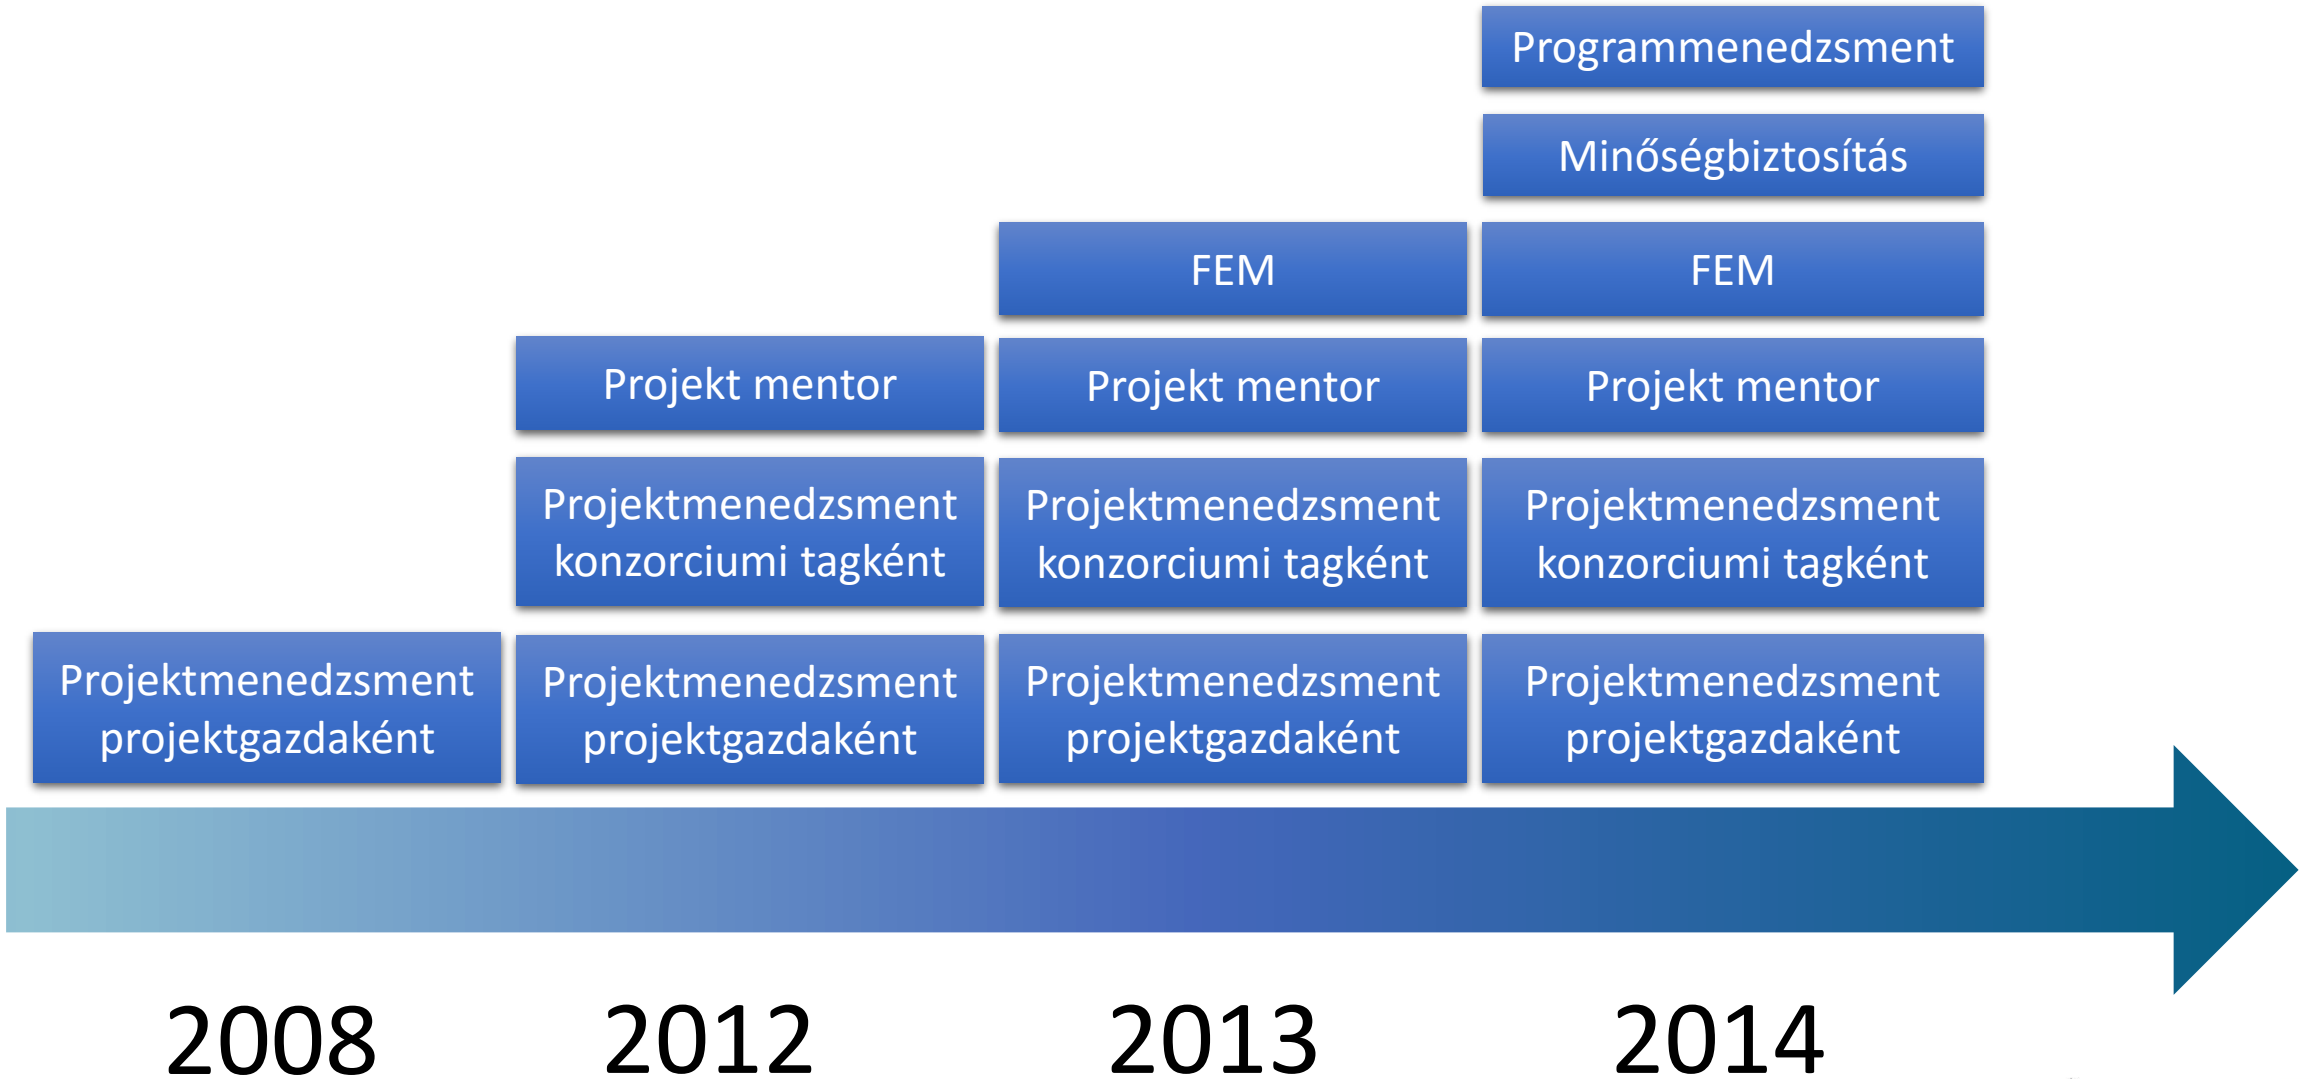 Programmenedzsment
Minőségbiztosítás
FEM
FEM
Projekt mentor
Projekt mentor
Projekt mentor
Projektmenedzsment
konzorciumi tagként
Projektmenedzsment
konzorciumi tagként
Projektmenedzsment
konzorciumi tagként
Projektmenedzsment
projektgazdaként
Projektmenedzsment
projektgazdaként
Projektmenedzsment
projektgazdaként
Projektmenedzsment
projektgazdaként
2008
2012
2013
2014